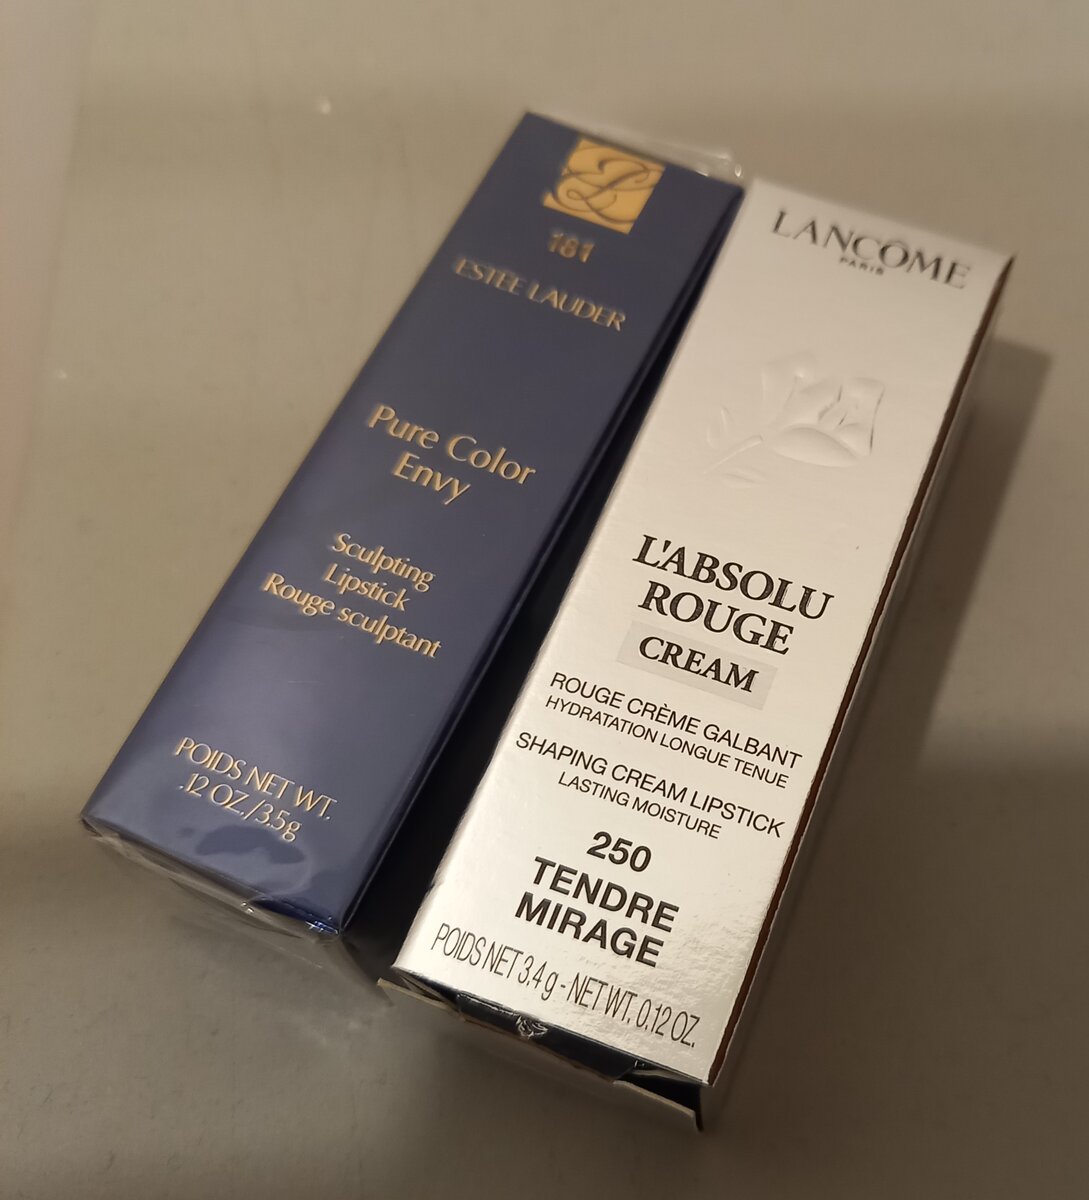 181
ESTĒE LAUDER
Pure Color
Envy
Sculpting
Lipstick
Rouge sculptant
POIDS NET WT.
.12 OZ./3.5g
LANCÔME
PARIS
L'ABSOLU
ROUGE
CREAM
ROUGE CRÈME GALBANT
HYDRATATION LONGUE TENUE
SHAPING CREAM LIPSTICK
LASTING MOISTURE
250
TENDRE
MIRAGE
POIDS NET 3,4 g - NET WT. 0.12 OZ.